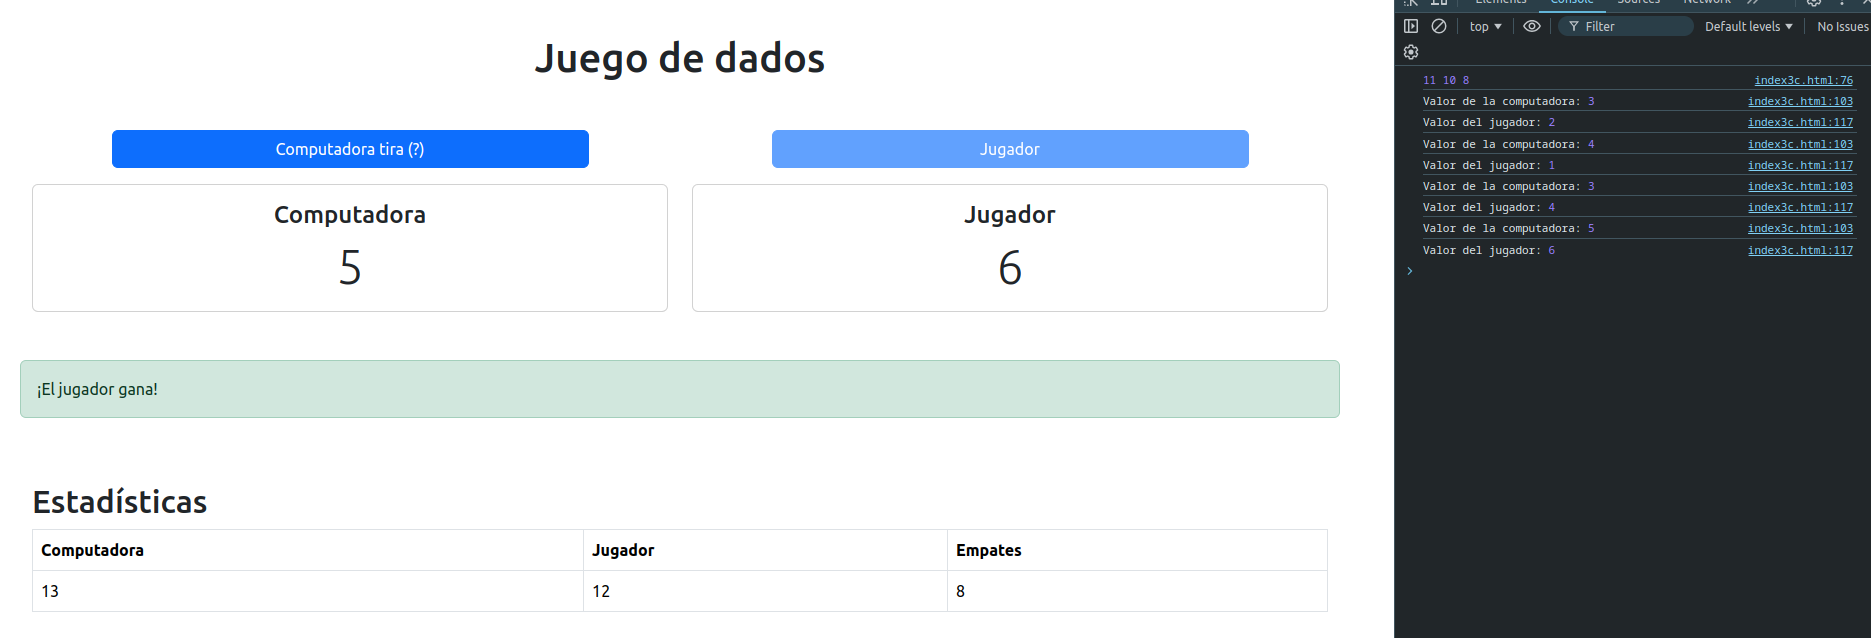 Juego de dados
Computadora tira (?)
Jugador
Computadora
5
Jugador
6
¡El jugador gana!
Estadísticas
Computadora Jugador Empates
13 12 8
Elements Console Sources Network
top Filter Default levels No Issues
11 10 8 index3c.html:76
Valor de la computadora: 3 index3c.html:103
Valor del jugador: 2 index3c.html:117
Valor de la computadora: 4 index3c.html:103
Valor del jugador: 1 index3c.html:117
Valor de la computadora: 3 index3c.html:103
Valor del jugador: 4 index3c.html:117
Valor de la computadora: 5 index3c.html:103
Valor del jugador: 6 index3c.html:117